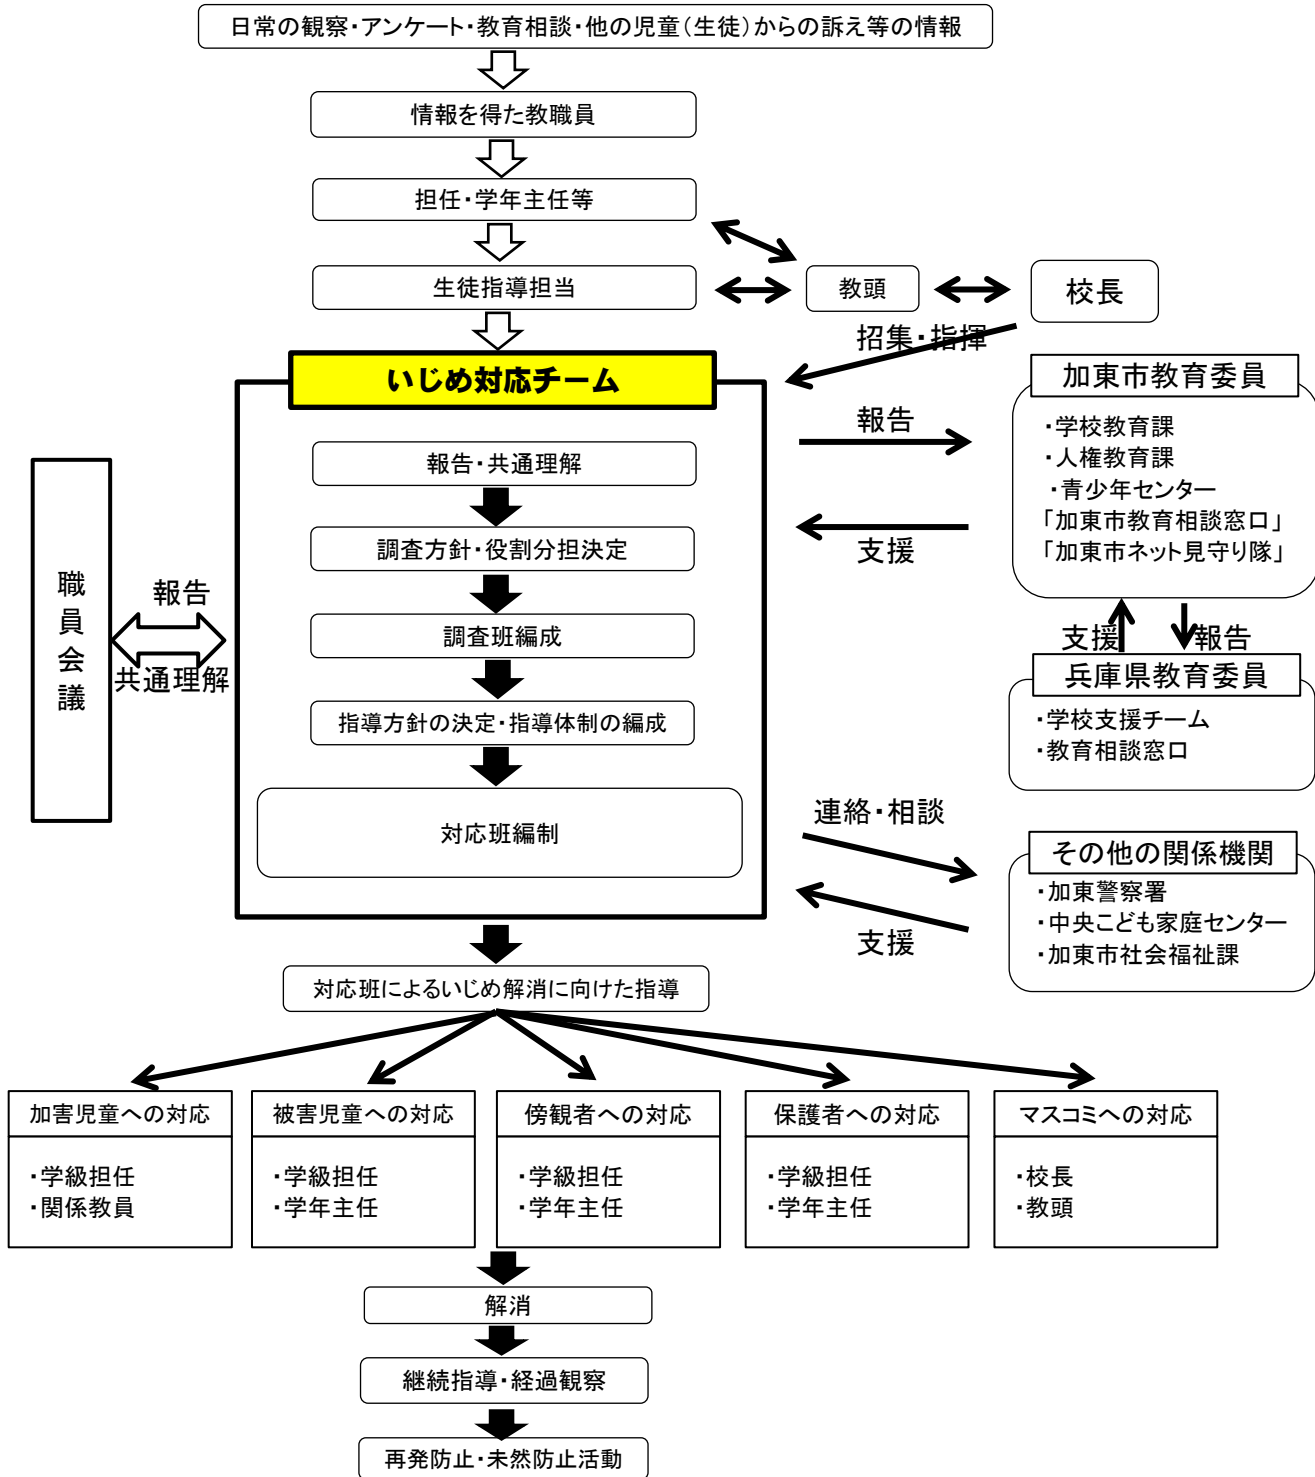 日常の観察・アンケート・教育相談・他の児童(生徒)からの訴え等の情報
情報を得た教職員
担任・学年主任等
生徒指導担当
教頭
校長
招集・指揮
いじめ対応チーム
報告・共通理解
調査方針・役割分担決定
調査班編成
指導方針の決定・指導体制の編成
対応班編制
職員会議
報告
共通理解
報告
支援
加東市教育委員
・学校教育課
・人権教育課
・青少年センター
「加東市教育相談窓口」
「加東市ネット見守り隊」
支援
報告
兵庫県教育委員
・学校支援チーム
・教育相談窓口
連絡・相談
支援
その他の関係機関
・加東警察署
・中央こども家庭センター
・加東市社会福祉課
対応班によるいじめ解消に向けた指導
加害児童への対応
・学級担任
・関係教員
被害児童への対応
・学級担任
・学年主任
傍観者への対応
・学級担任
・学年主任
保護者への対応
・学級担任
・学年主任
マスコミへの対応
・校長
・教頭
解消
継続指導・経過観察
再発防止・未然防止活動